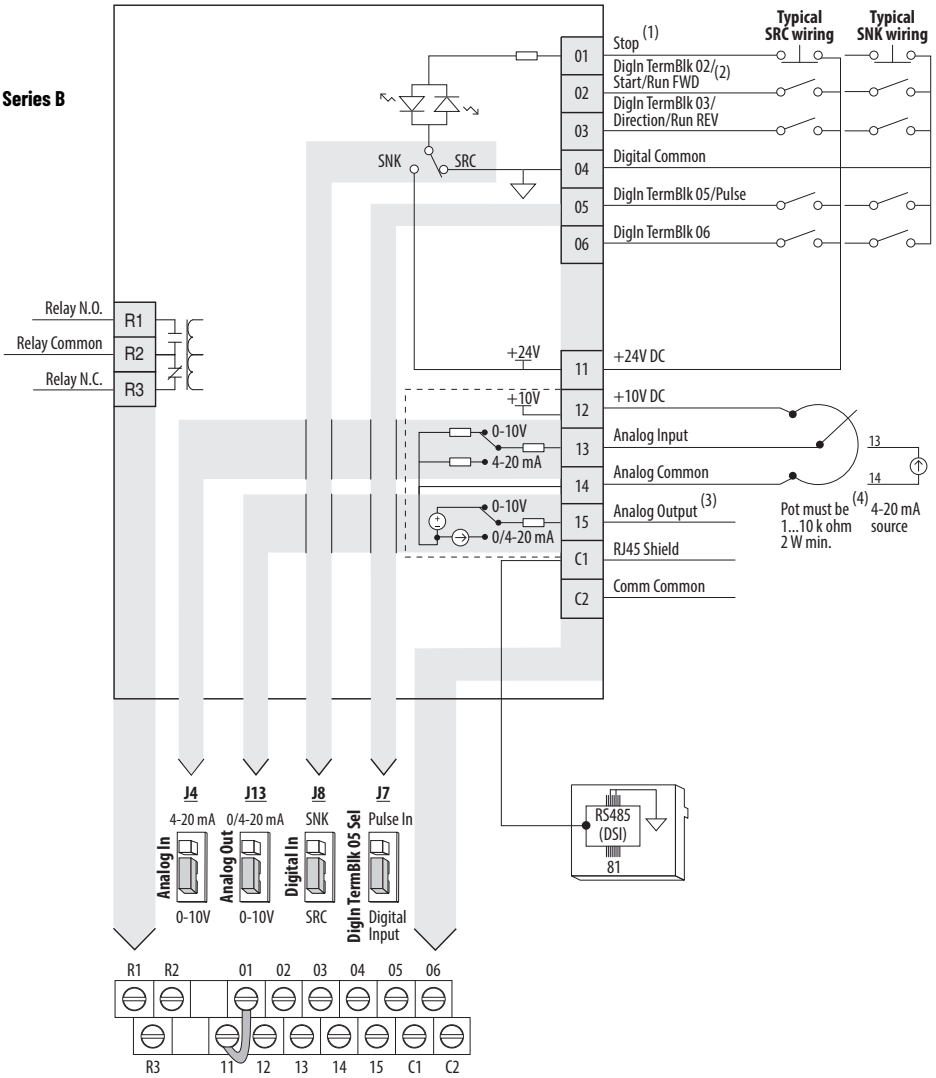 Series B
Typical
SRC wiring
Typical
SNK wiring
01
Stop (1)
02
DigIn TermBlk 02/
Start/Run FWD (2)
03
DigIn TermBlk 03/
Direction/Run REV
SNK
SRC
04
Digital Common
05
DigIn TermBlk 05/Pulse
06
DigIn TermBlk 06
Relay N.O.
R1
Relay Common
R2
Relay N.C.
R3
+24V
11
+24V DC
+10V
12
+10V DC
0-10V
4-20 mA
13
Analog Input
14
Analog Common
13
14
0-10V
0/4-20 mA
15
Analog Output (3)
Pot must be (4)
1...10 k ohm
2 W min.
4-20 mA
source
C1
RJ45 Shield
C2
Comm Common
J4
4-20 mA
Analog In
0-10V
J13
0/4-20 mA
Analog Out
0-10V
J8
SNK
Digital In
SRC
J7
Pulse In
DigIn TermBlk 05 Sel
Digital
Input
RS485
(DSI)
81
R1 R2 01 02 03 04 05 06
R3 11 12 13 14 15 C1 C2